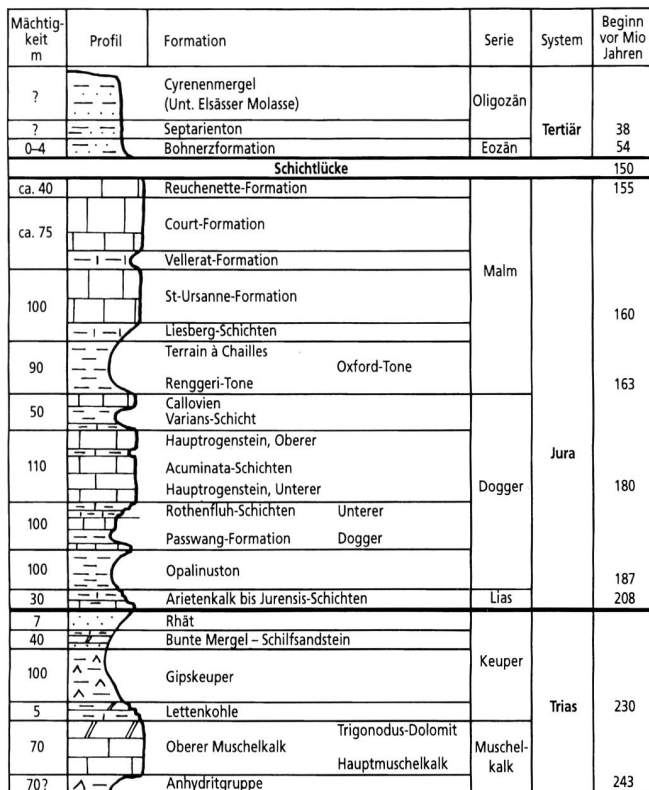 Mächtig-
keit
m
Profil
Formation
Serie
System
Beginn
vor Mio
Jahren
?
Cyrenenmergel
(Unt. Elsässer Molasse)
Oligozän
?
Septarienton
Tertiär
38
0–4
Bohnerzformation
Eozän
54
Schichtlücke
150
ca. 40
Reuchenette-Formation
155
ca. 75
Court-Formation
Vellerat-Formation
Malm
100
St-Ursanne-Formation
160
Liesberg-Schichten
90
Terrain à Chailles
Oxford-Tone
Renggeri-Tone
163
50
Callovien
Varians-Schicht
Jura
110
Hauptrogenstein, Oberer
Acuminata-Schichten
Hauptrogenstein, Unterer
Dogger
180
100
Rothenfluh-Schichten Unterer
Passwang-Formation Dogger
100
Opalinuston
187
30
Arietenkalk bis Jurensis-Schichten
Lias
208
7
Rhät
40
Bunte Mergel – Schilfsandstein
Keuper
100
Gipskeuper
5
Lettenkohle
Trias
230
70
Trigonodus-Dolomit
Oberer Muschelkalk
Hauptmuschelkalk
Muschel-
kalk
70?
Anhydritgruppe
243